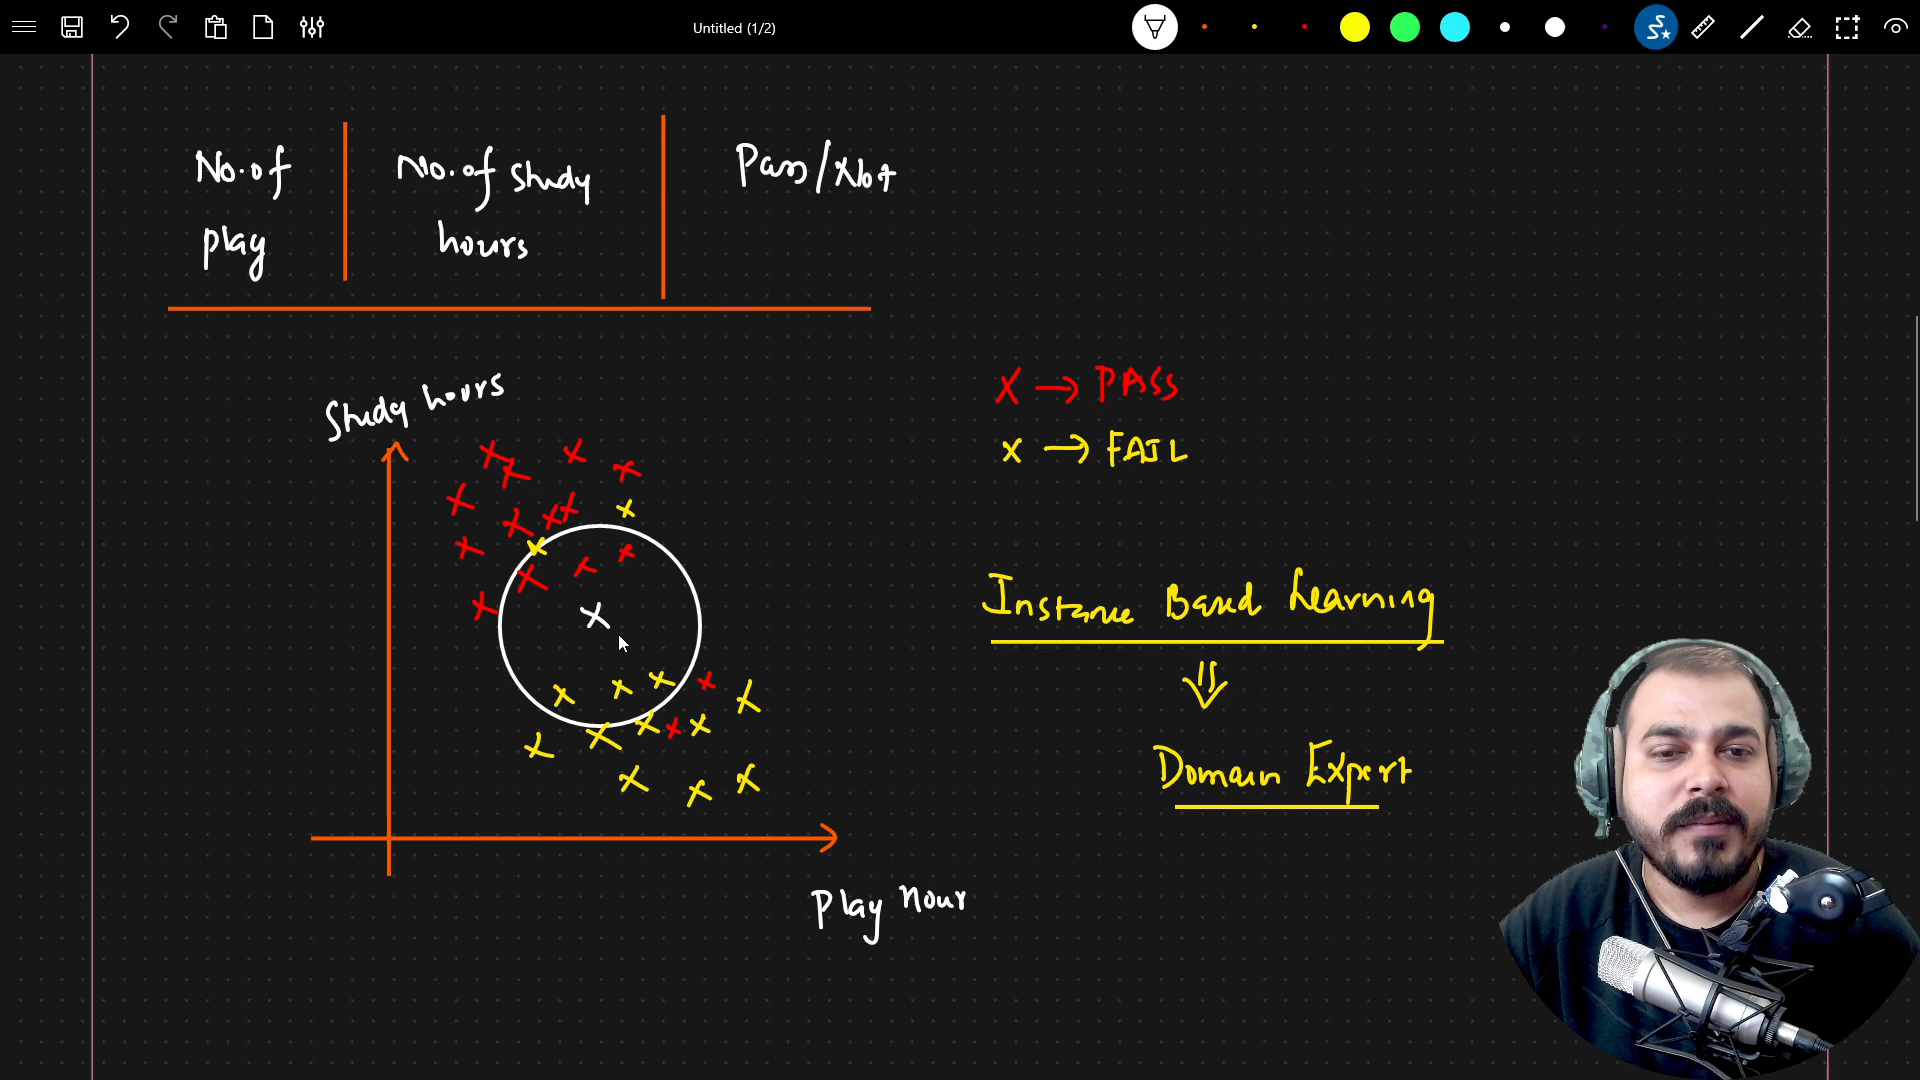 Untitled (1/2)
No. of play
No. of Study hours
Pass/Not
Study hours
X → PASS
x → FAIL
Instance Based Learning
Domain Expert
Play Hour